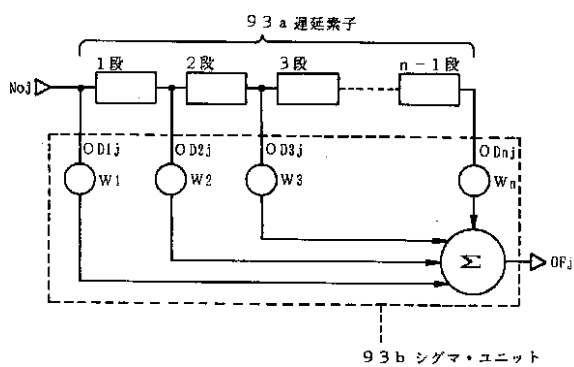 93a 遅延素子
1段 2段 3段 n-1段
Noj
OD1j OD2j OD3j ODnj
W1 W2 W3 Wn
Σ
OFj
93b シグマ・ユニット